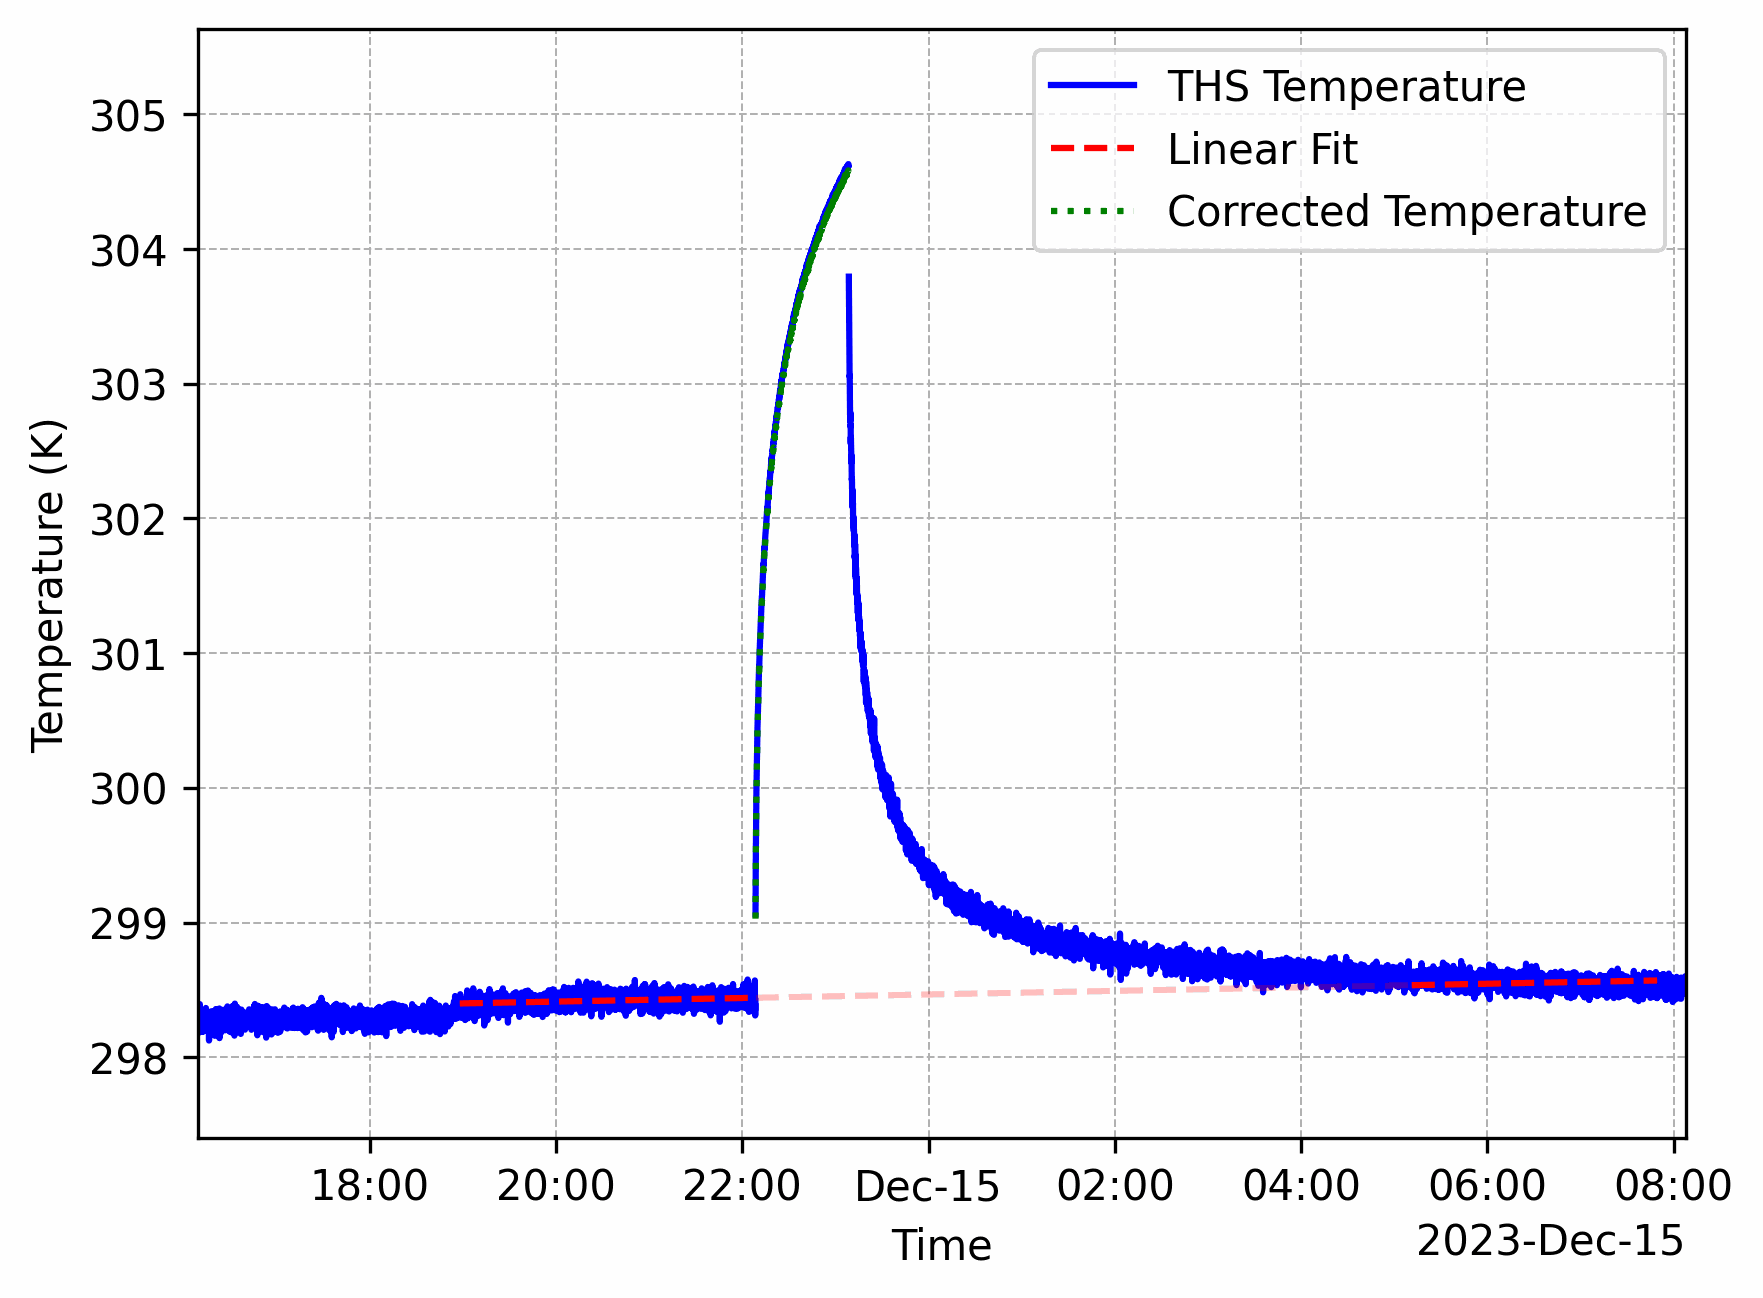 THS Temperature
Linear Fit
Corrected Temperature
305
304
303
302
301
300
299
298
Temperature (K)
18:00 20:00 22:00 Dec-15 02:00 04:00 06:00 08:00
Time
2023-Dec-15